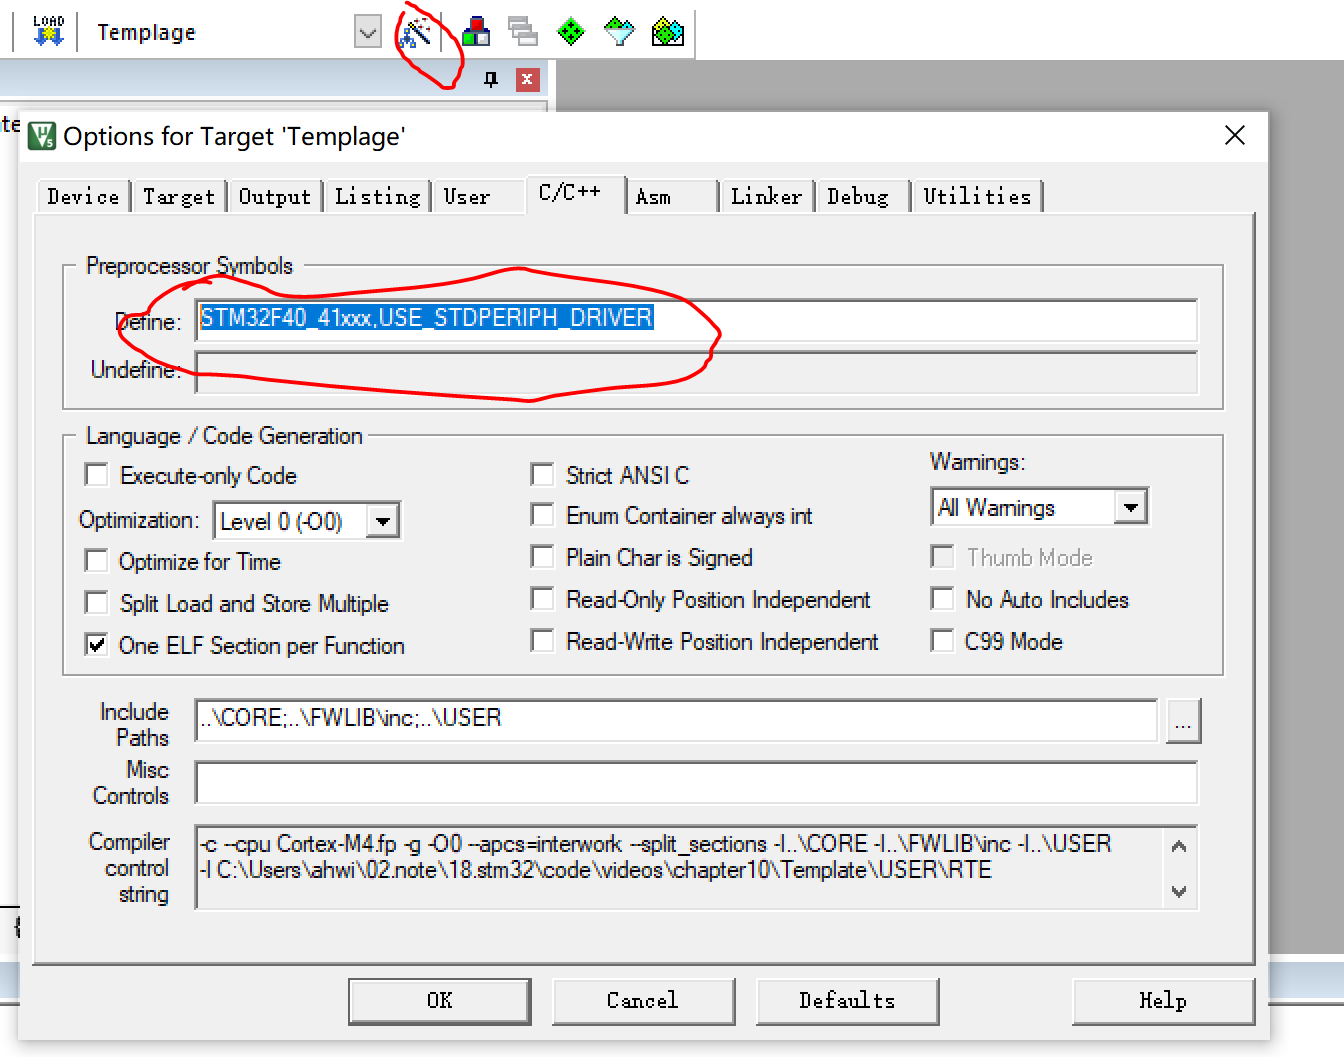 LOAD
Templage
te
Options for Target 'Templage'
Device Target Output Listing User C/C++ Asm Linker Debug Utilities
Preprocessor Symbols
Define: STM32F40_41xxx,USE_STDPERIPH_DRIVER
Undefine:
Language / Code Generation
Execute-only Code Strict ANSI C Warnings:
Optimization: Level 0 (-O0) Enum Container always int All Warnings
Optimize for Time Plain Char is Signed Thumb Mode
Split Load and Store Multiple Read-Only Position Independent No Auto Includes
One ELF Section per Function Read-Write Position Independent C99 Mode
Include
Paths
..\CORE;..\FWLIB\inc;..\USER
...
Misc
Controls
Compiler
control
string
-c --cpu Cortex-M4.fp -g -O0 --apcs=interwork --split_sections -I..\CORE -I..\FWLIB\inc -I..\USER
-I C:\Users\ahwi\02.note\18.stm32\code\videos\chapter10\Template\USER\RTE
OK Cancel Defaults Help